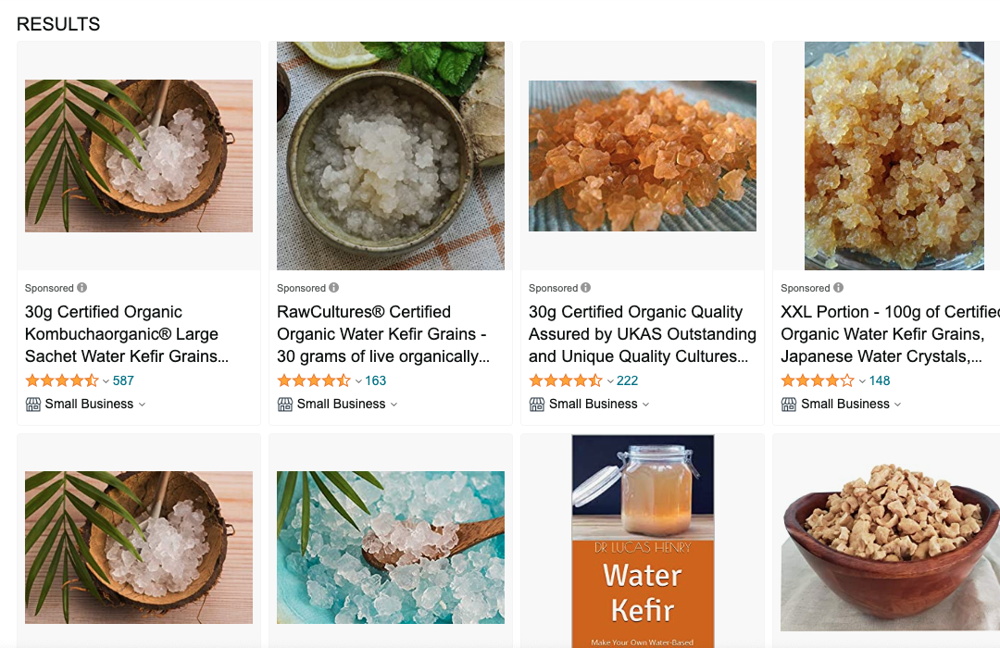 RESULTS
Sponsored
30g Certified Organic
Kombuchaorganic® Large
Sachet Water Kefir Grains...
587
Small Business
Sponsored
RawCultures® Certified
Organic Water Kefir Grains -
30 grams of live organically...
163
Small Business
Sponsored
30g Certified Organic Quality
Assured by UKAS Outstanding
and Unique Quality Cultures...
222
Small Business
Sponsored
XXL Portion - 100g of Certified
Organic Water Kefir Grains,
Japanese Water Crystals,...
148
Small Business
DR LUCAS HENRY
Water
Kefir
Make Your Own Water-Based